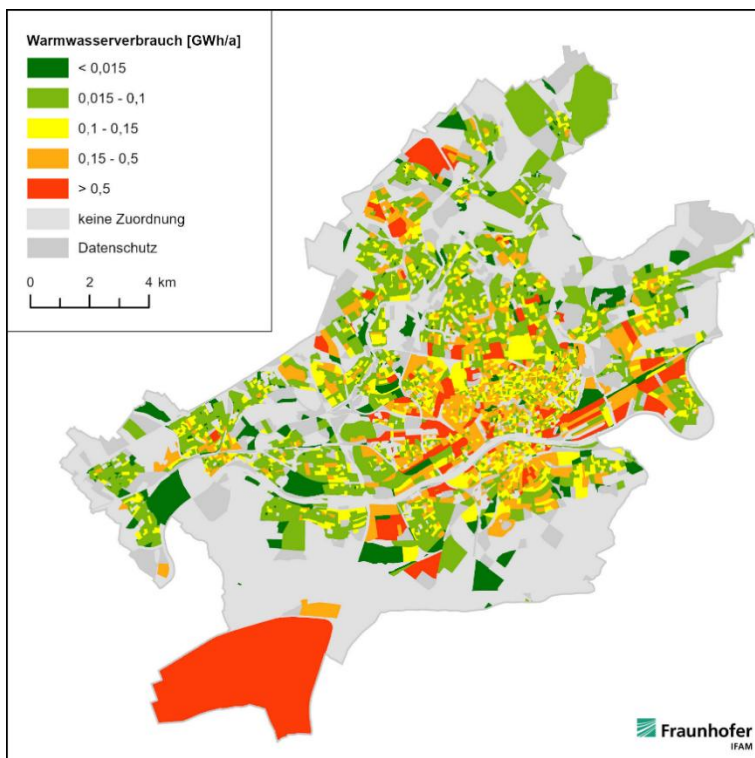 Warmwasserverbrauch [GWh/a]
< 0,015
0,015 - 0,1
0,1 - 0,15
0,15 - 0,5
> 0,5
keine Zuordnung
Datenschutz
0 2 4 km
Fraunhofer
IFAM